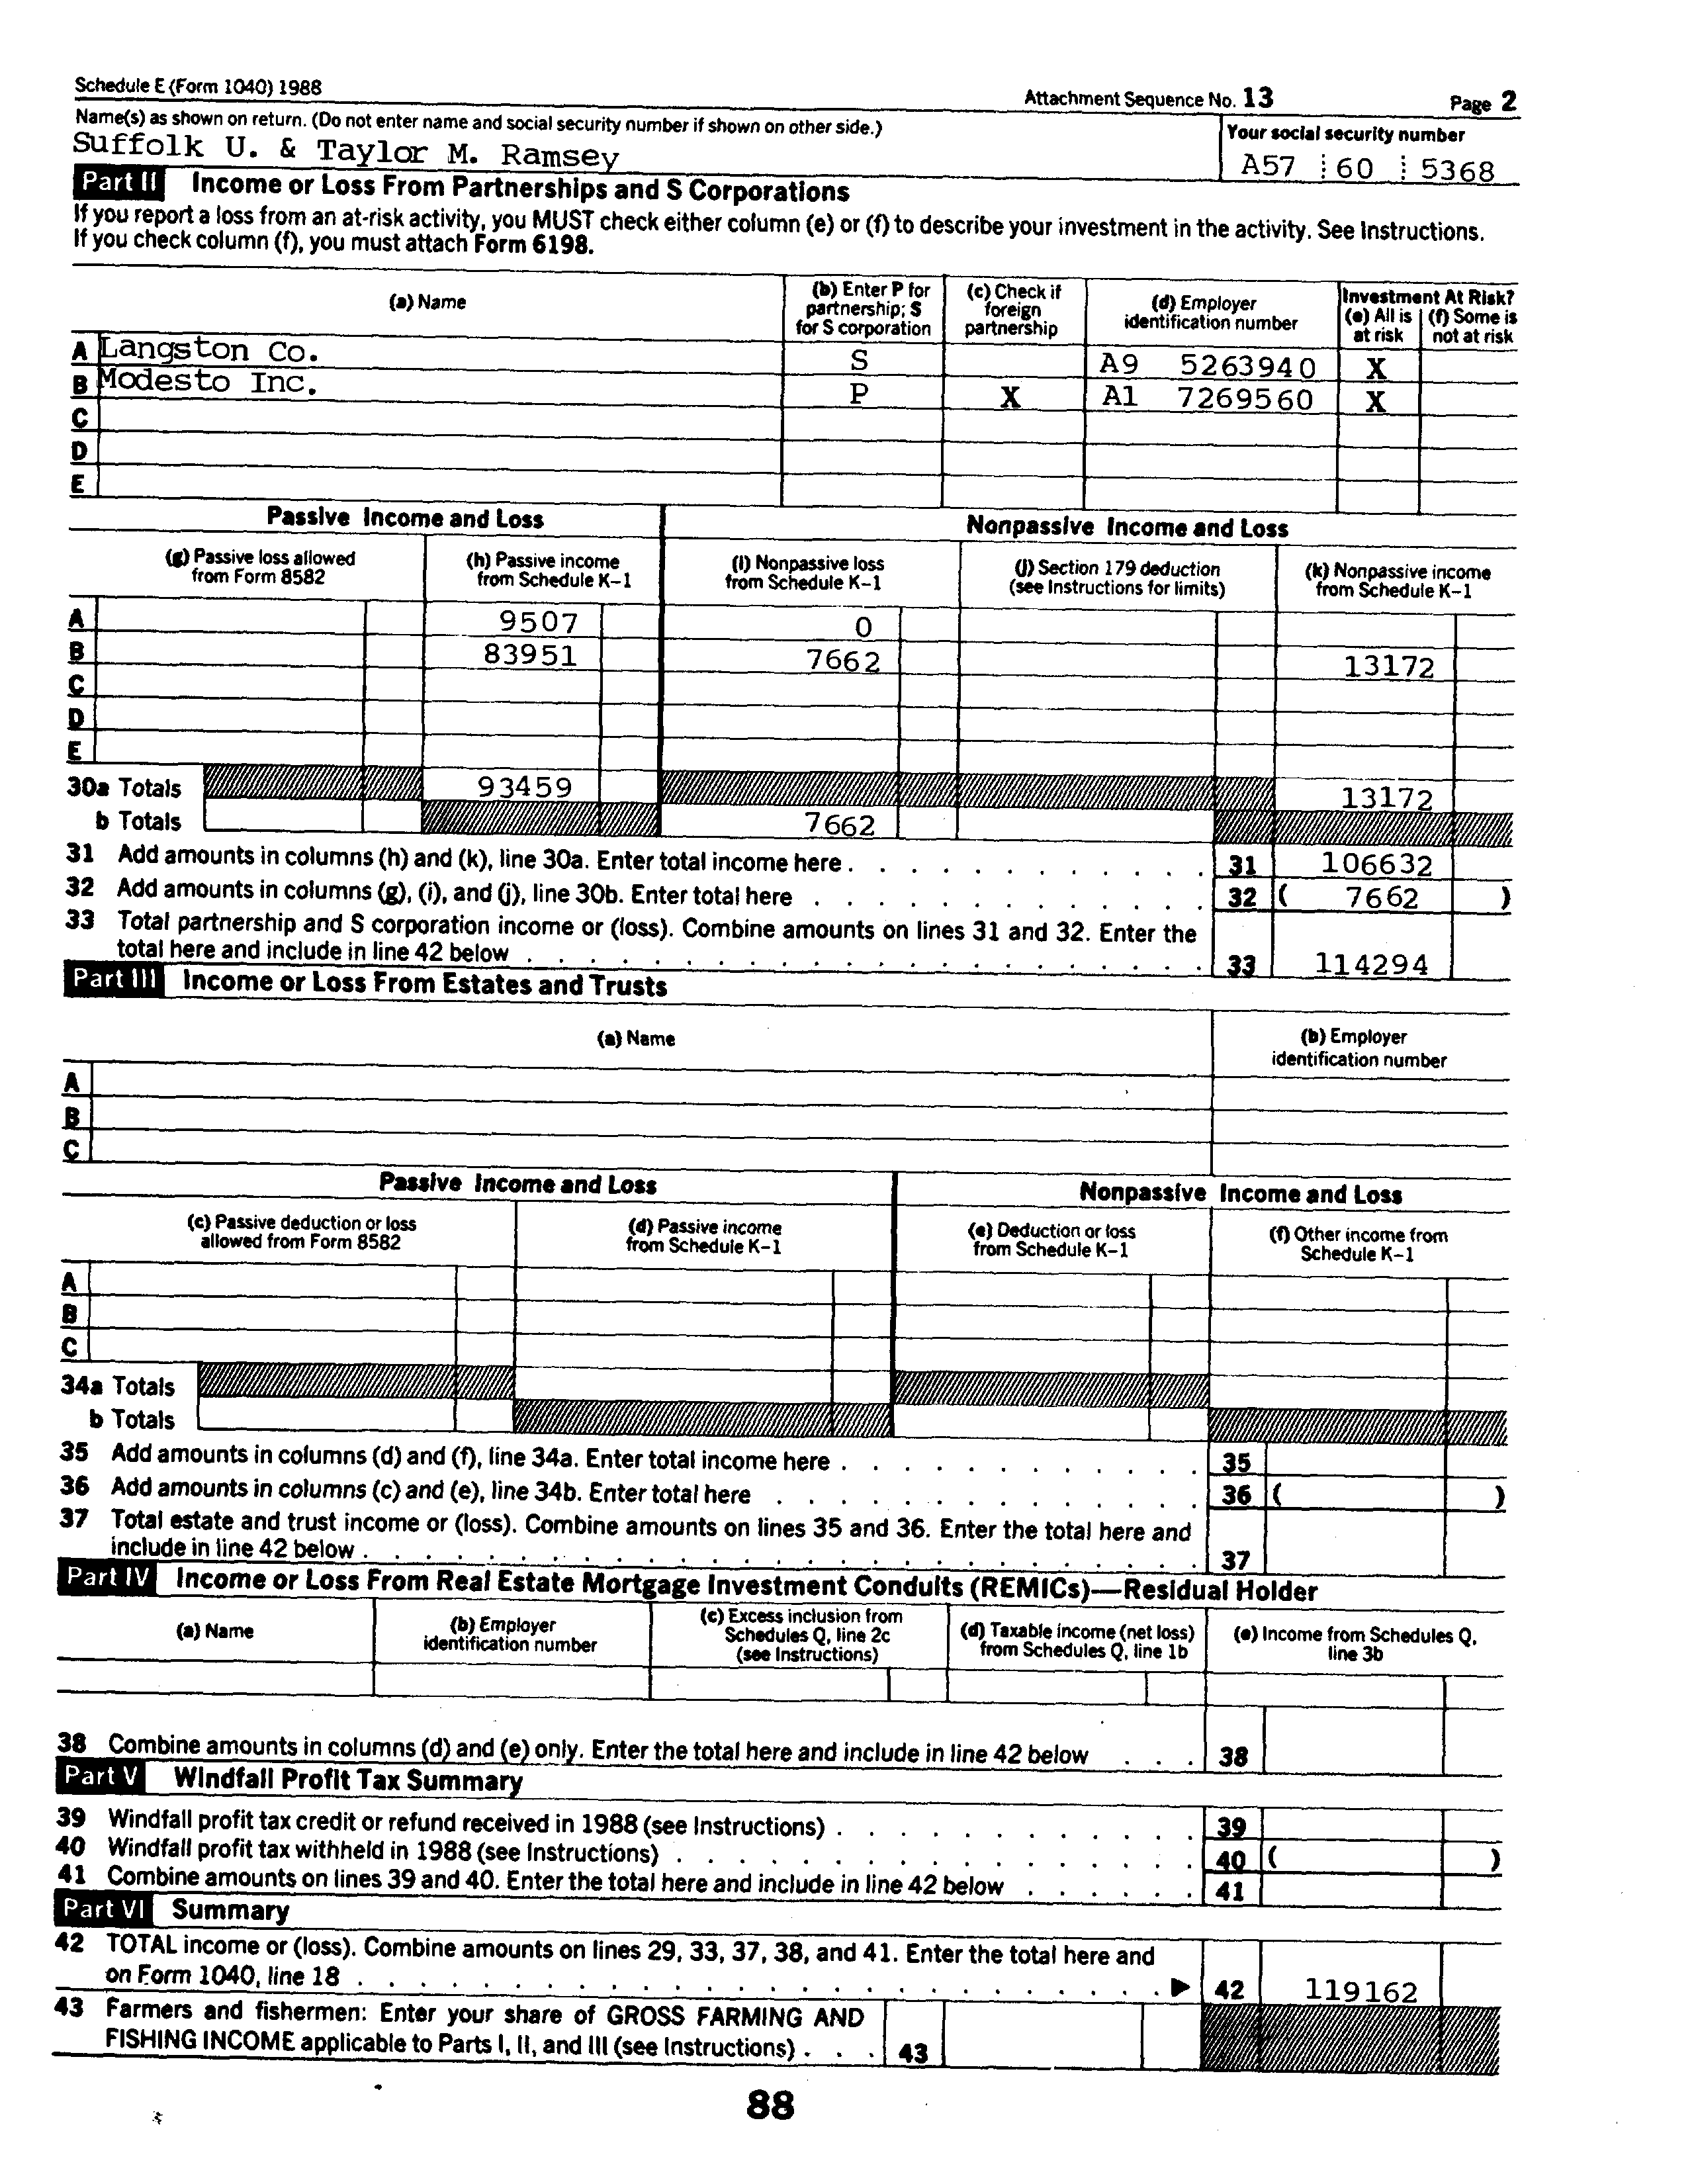 Schedule E (Form 1040) 1988 Attachment Sequence No. 13 Page 2
Name(s) as shown on return. (Do not enter name and social security number if shown on other side.) Your social security number
Suffolk U. & Taylor M. Ramsey A57 60 5368
Part II Income or Loss From Partnerships and S Corporations
If you report a loss from an at-risk activity, you MUST check either column (e) or (f) to describe your investment in the activity. See Instructions.
If you check column (f), you must attach Form 6198.
(a) Name
(b) Enter P for partnership; S for S corporation
(c) Check if foreign partnership
(d) Employer identification number
Investment At Risk?
(e) All is at risk
(f) Some is not at risk
A Langston Co. S A9 5263940 X
B Modesto Inc. P X A1 7269560 X
C
D
E
Passive Income and Loss Nonpassive Income and Loss
(g) Passive loss allowed from Form 8582
(h) Passive income from Schedule K-1
(i) Nonpassive loss from Schedule K-1
(j) Section 179 deduction (see Instructions for limits)
(k) Nonpassive income from Schedule K-1
A 9507 0
B 83951 7662 13172
C
D
E
30a Totals 93459 13172
b Totals 7662
31 Add amounts in columns (h) and (k), line 30a. Enter total income here . . . . . . . . . . . . 31 106632
32 Add amounts in columns (g), (i), and (j), line 30b. Enter total here . . . . . . . . . . . . . 32 ( 7662 )
33 Total partnership and S corporation income or (loss). Combine amounts on lines 31 and 32. Enter the
total here and include in line 42 below . . . . . . . . . . . . . . . . . . . . . . 33 114294
Part III Income or Loss From Estates and Trusts
(a) Name
(b) Employer identification number
A
B
C
Passive Income and Loss Nonpassive Income and Loss
(c) Passive deduction or loss allowed from Form 8582
(d) Passive income from Schedule K-1
(e) Deduction or loss from Schedule K-1
(f) Other income from Schedule K-1
A
B
C
34a Totals
b Totals
35 Add amounts in columns (d) and (f), line 34a. Enter total income here . . . . . . . . . . . . 35
36 Add amounts in columns (c) and (e), line 34b. Enter total here . . . . . . . . . . . . . . 36 ( )
37 Total estate and trust income or (loss). Combine amounts on lines 35 and 36. Enter the total here and
include in line 42 below . . . . . . . . . . . . . . . . . . . . . . . . . . . 37
Part IV Income or Loss From Real Estate Mortgage Investment Conduits (REMICs)—Residual Holder
(a) Name
(b) Employer identification number
(c) Excess inclusion from Schedules Q, line 2c (see Instructions)
(d) Taxable income (net loss) from Schedules Q, line 1b
(e) Income from Schedules Q, line 3b
38 Combine amounts in columns (d) and (e) only. Enter the total here and include in line 42 below . . . 38
Part V Windfall Profit Tax Summary
39 Windfall profit tax credit or refund received in 1988 (see Instructions) . . . . . . . . . . . . 39
40 Windfall profit tax withheld in 1988 (see Instructions) . . . . . . . . . . . . . . . . . 40 ( )
41 Combine amounts on lines 39 and 40. Enter the total here and include in line 42 below . . . . . . 41
Part VI Summary
42 TOTAL income or (loss). Combine amounts on lines 29, 33, 37, 38, and 41. Enter the total here and
on Form 1040, line 18 . . . . . . . . . . . . . . . . . . . . . . . . . . ▶ 42 119162
43 Farmers and fishermen: Enter your share of GROSS FARMING AND
FISHING INCOME applicable to Parts I, II, and III (see Instructions) . . . 43
88